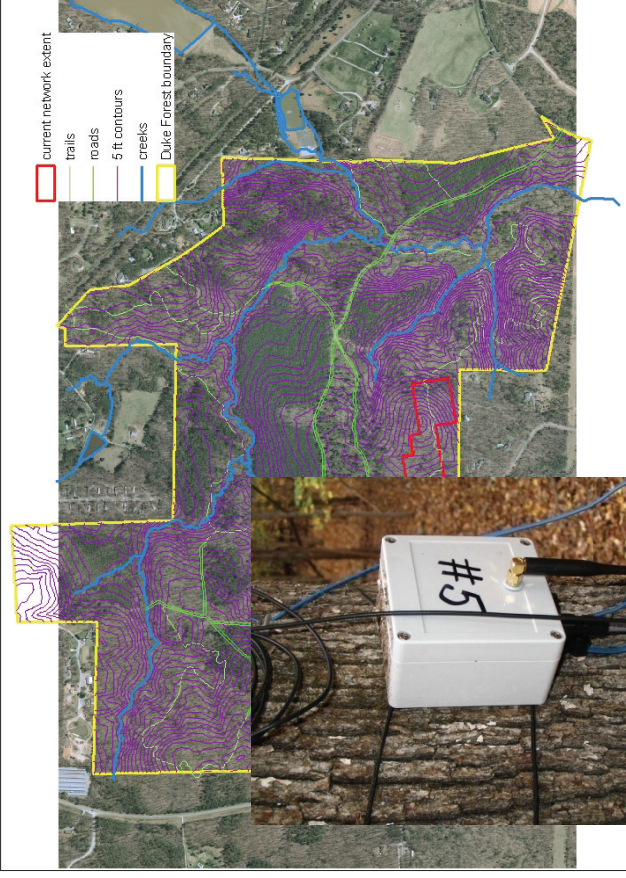 current network extent
trails
roads
5 ft contours
creeks
Duke Forest boundary
#5